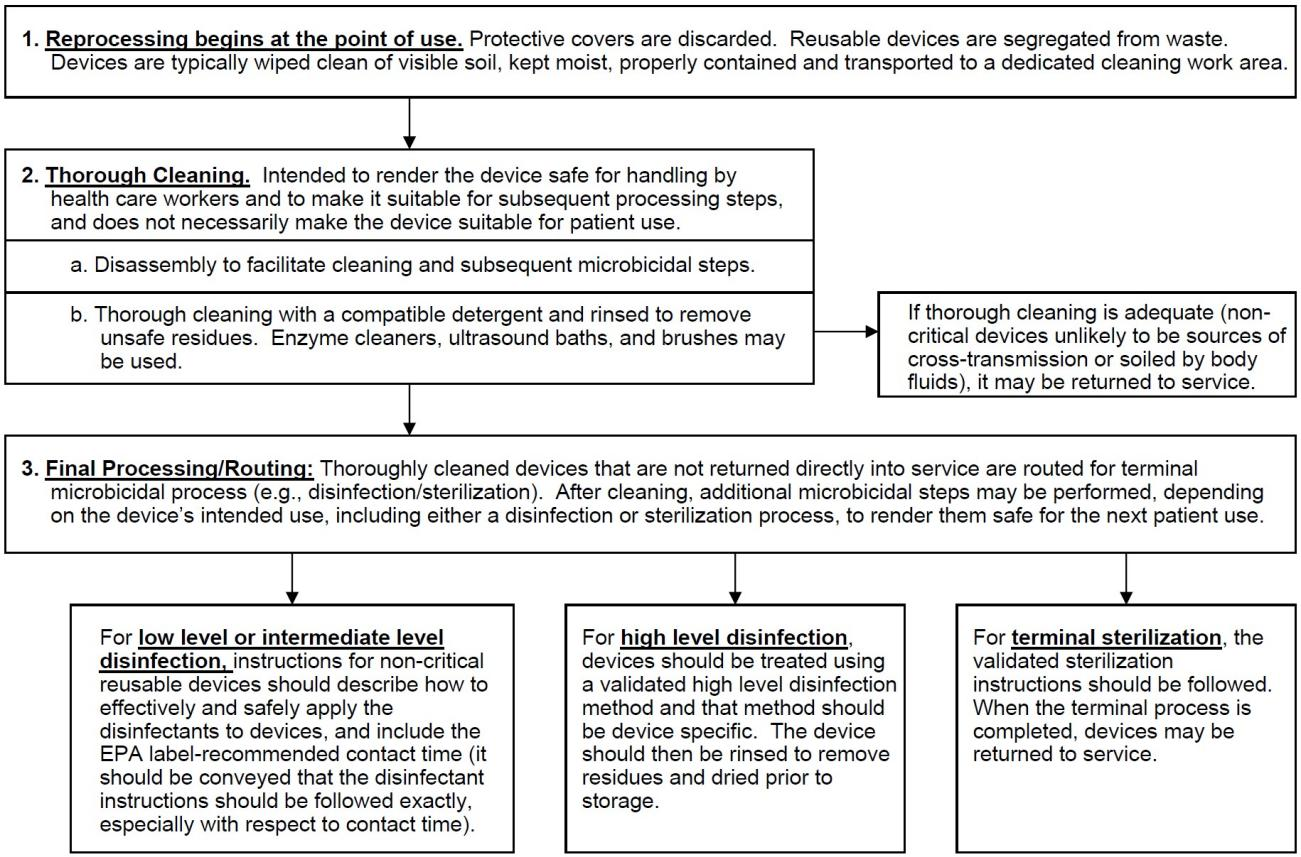 1. Reprocessing begins at the point of use. Protective covers are discarded. Reusable devices are segregated from waste.
Devices are typically wiped clean of visible soil, kept moist, properly contained and transported to a dedicated cleaning work area.
2. Thorough Cleaning. Intended to render the device safe for handling by
health care workers and to make it suitable for subsequent processing steps,
and does not necessarily make the device suitable for patient use.
a. Disassembly to facilitate cleaning and subsequent microbicidal steps.
b. Thorough cleaning with a compatible detergent and rinsed to remove
unsafe residues. Enzyme cleaners, ultrasound baths, and brushes may
be used.
If thorough cleaning is adequate (non-
critical devices unlikely to be sources of
cross-transmission or soiled by body
fluids), it may be returned to service.
3. Final Processing/Routing: Thoroughly cleaned devices that are not returned directly into service are routed for terminal
microbicidal process (e.g., disinfection/sterilization). After cleaning, additional microbicidal steps may be performed, depending
on the device's intended use, including either a disinfection or sterilization process, to render them safe for the next patient use.
For low level or intermediate level
disinfection, instructions for non-critical
reusable devices should describe how to
effectively and safely apply the
disinfectants to devices, and include the
EPA label-recommended contact time (it
should be conveyed that the disinfectant
instructions should be followed exactly,
especially with respect to contact time).
For high level disinfection,
devices should be treated using
a validated high level disinfection
method and that method should
be device specific. The device
should then be rinsed to remove
residues and dried prior to
storage.
For terminal sterilization, the
validated sterilization
instructions should be followed.
When the terminal process is
completed, devices may be
returned to service.